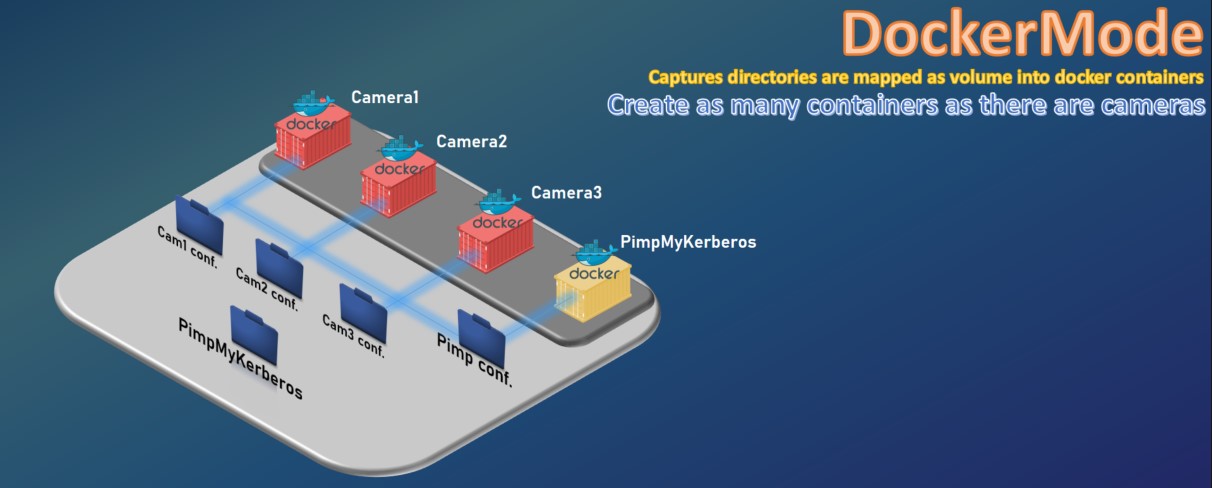 DockerMode
Captures directories are mapped as volume into docker containers
Create as many containers as there are cameras
Camera1
docker
Camera2
docker
Camera3
docker
PimpMyKerberos
docker
Cam1 conf.
Cam2 conf.
Cam3 conf.
Pimp conf.
PimpMyKerberos